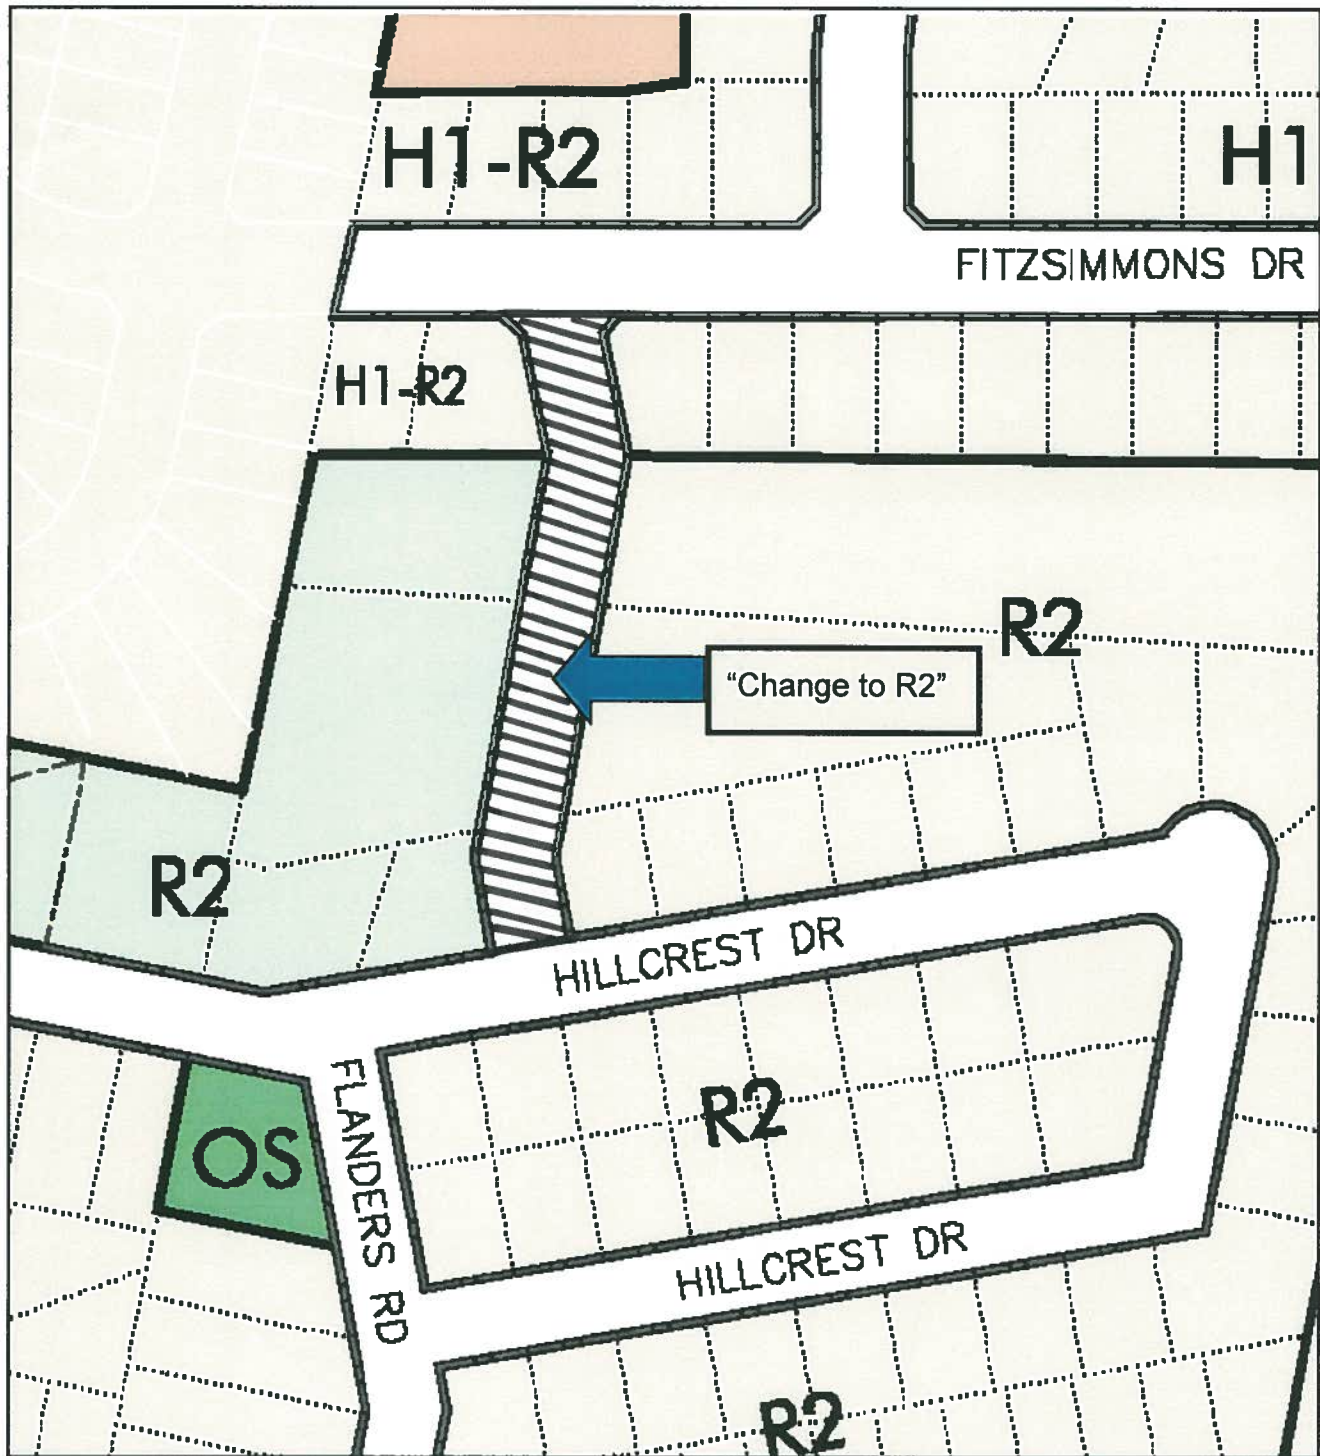 H1-R2
H1
FITZSIMMONS DR
H1-R2
R2
“Change to R2”
R2
HILLCREST DR
FLANDERS RD
R2
OS
HILLCREST DR
R2